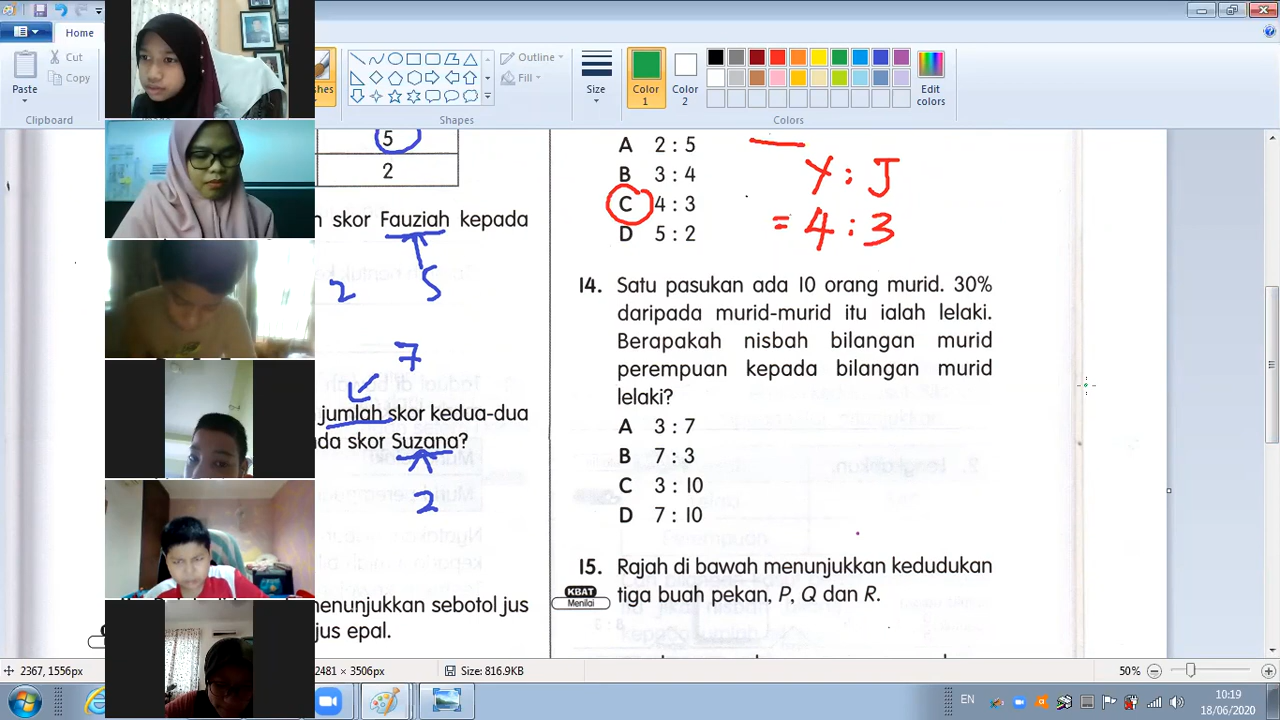 Home
Cut
Copy
Paste
Clipboard
Shapes
Outline
Fill
Size
Color
1
Color
2
Edit
colors
Colors
5
2
skor Fauziah kepada
2
5
7
jumlah skor kedua-dua
skor Suzana?
2
menunjukkan sebotol jus
jus epal.
A 2 : 5
B 3 : 4
C 4 : 3
D 5 : 2
Y : J
= 4 : 3
14. Satu pasukan ada 10 orang murid. 30%
daripada murid-murid itu ialah lelaki.
Berapakah nisbah bilangan murid
perempuan kepada bilangan murid
lelaki?
A 3 : 7
B 7 : 3
C 3 : 10
D 7 : 10
15. Rajah di bawah menunjukkan kedudukan
KBAT
Menilai
tiga buah pekan, P, Q dan R.
2367, 1556px
2481 × 3506px
Size: 816.9KB
50%
EN
18/06/2020